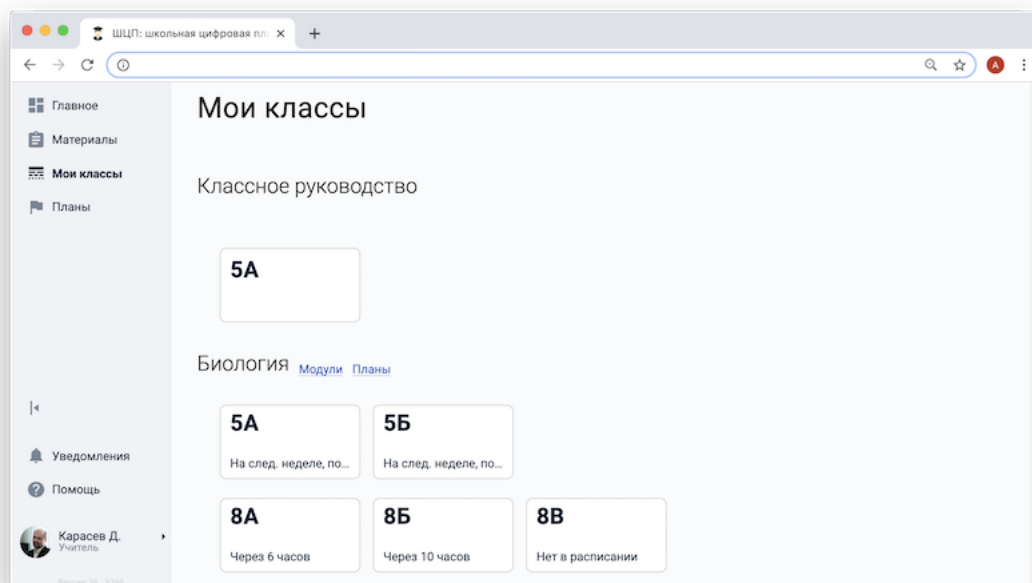 ШЦП: школьная цифровая пл
A
Главное
Материалы
Мои классы
Планы
Уведомления
Помощь
Карасев Д.
Учитель
Мои классы
Классное руководство
5А
Биология Модули Планы
5А 5Б
На след. неделе, по... На след. неделе, по...
8А 8Б 8В
Через 6 часов Через 10 часов Нет в расписании